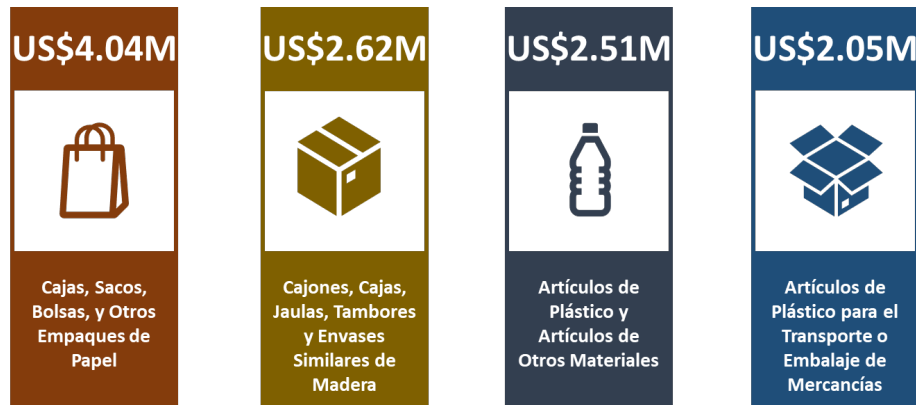 US$4.04M
Cajas, Sacos,
Bolsas, y Otros
Empaques de
Papel
US$2.62M
Cajones, Cajas,
Jaulas, Tambores
y Envases
Similares de
Madera
US$2.51M
Artículos de
Plástico y
Artículos de
Otros Materiales
US$2.05M
Artículos de
Plástico para el
Transporte o
Embalaje de
Mercancías